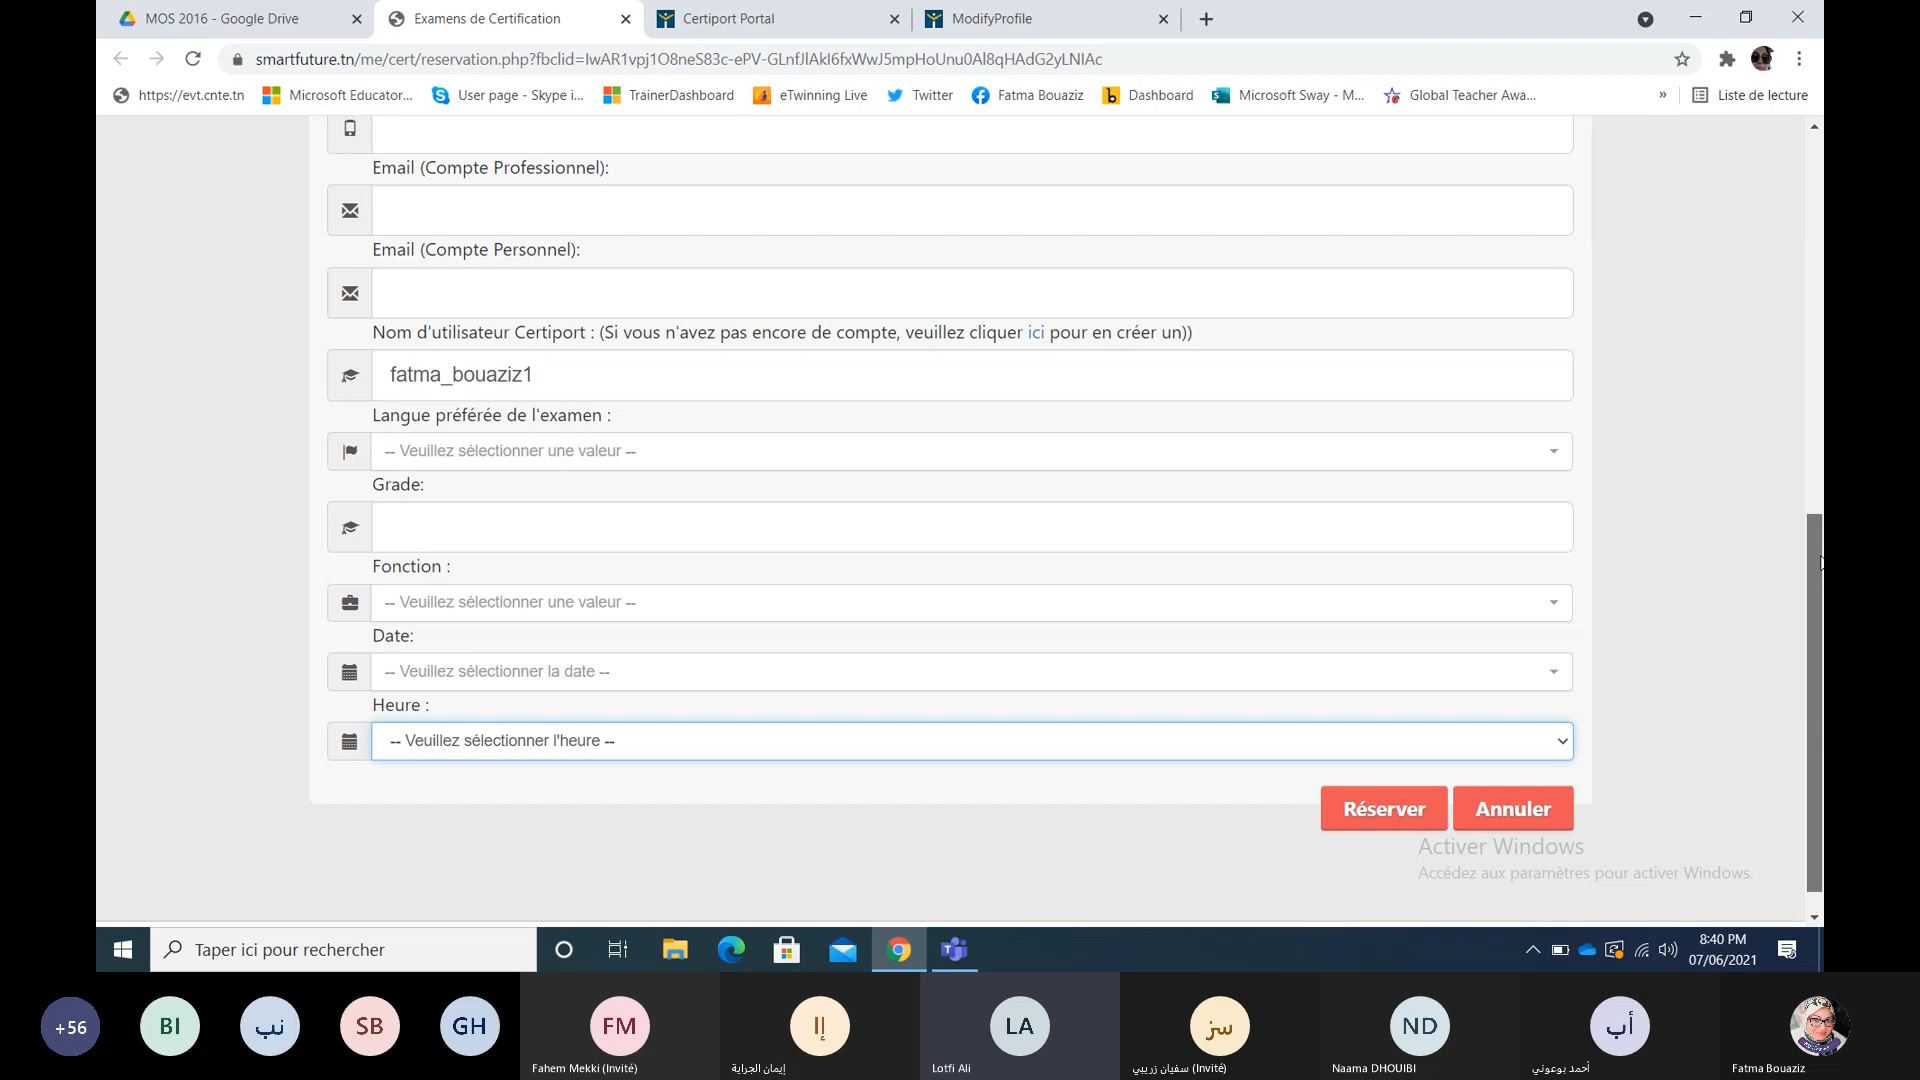 MOS 2016 - Google Drive
Examens de Certification
Certiport Portal
ModifyProfile
smartfuture.tn/me/cert/reservation.php?fbclid=IwAR1vpj1O8neS83c-ePV-GLnfJlAkI6fxWwJ5mpHoUnu0Al8qHAdG2yLNIAc
https://evt.cnte.tn
Microsoft Educator...
User page - Skype i...
TrainerDashboard
eTwinning Live
Twitter
Fatma Bouaziz
Dashboard
Microsoft Sway - M...
Global Teacher Awa...
»
Liste de lecture
Email (Compte Professionnel):
Email (Compte Personnel):
Nom d'utilisateur Certiport : (Si vous n'avez pas encore de compte, veuillez cliquer ici pour en créer un))
fatma_bouaziz1
Langue préférée de l'examen :
-- Veuillez sélectionner une valeur --
Grade:
Fonction :
-- Veuillez sélectionner une valeur --
Date:
-- Veuillez sélectionner la date --
Heure :
-- Veuillez sélectionner l'heure --
Réserver
Annuler
Activer Windows
Accédez aux paramètres pour activer Windows.
Taper ici pour rechercher
8:40 PM
07/06/2021
+56
BI
نب
SB
GH
FM
إا
LA
سز
ND
أب
Fahem Mekki (Invité)
إيمان الجراية
Lotfi Ali
سفيان زريبي (Invité)
Naama DHOUIBI
أحمد بوعوني
Fatma Bouaziz